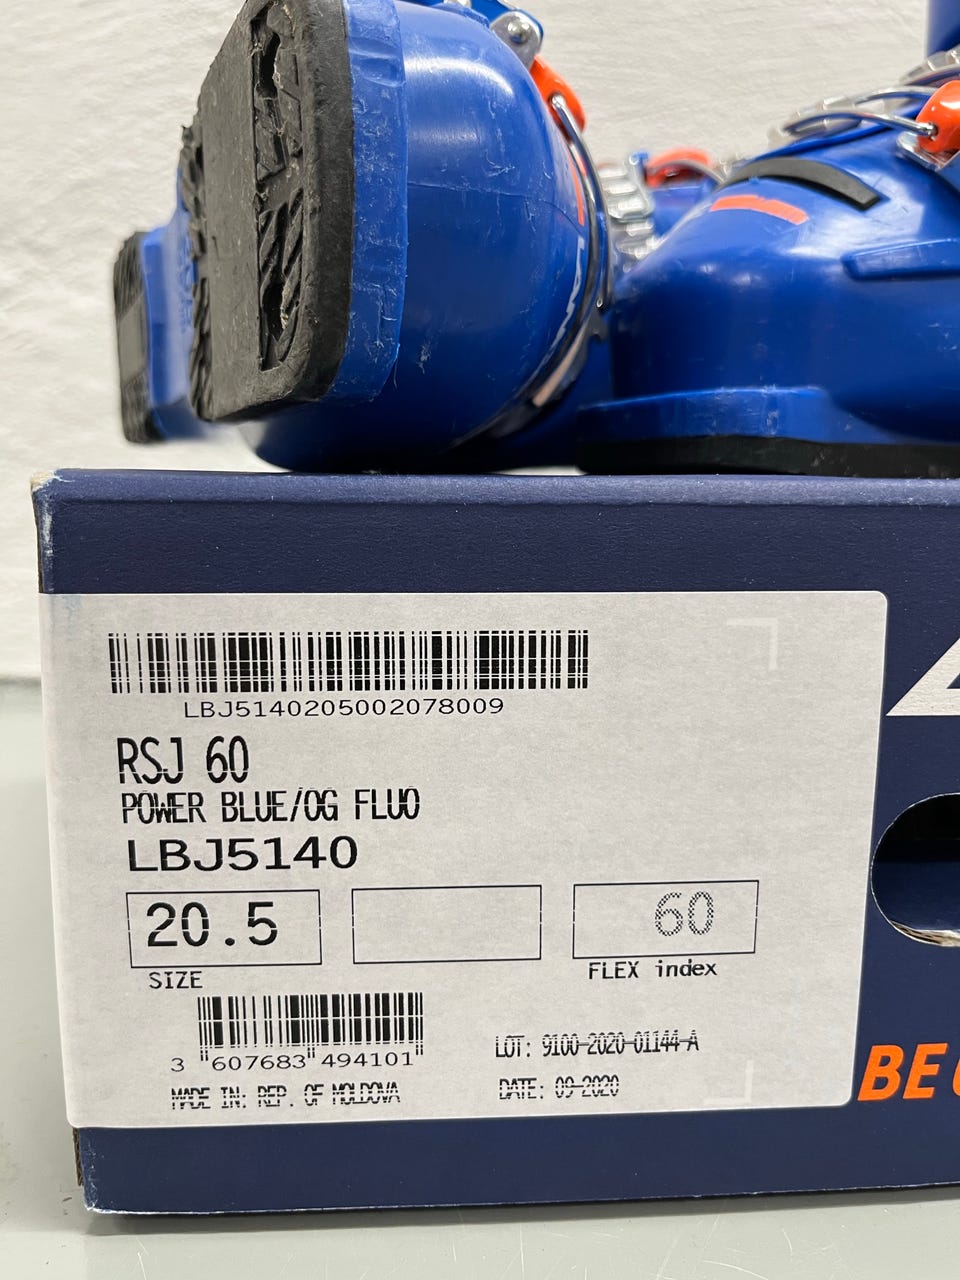 LBJ5140205002078009
RSJ 60
POWER BLUE/OG FLUO
LBJ5140
20.5
60
SIZE
FLEX index
3 607683 494101
LOT: 9100-2020-01144-A
MADE IN: REP. OF MOLDOVA
DATE: 09-2020
BE